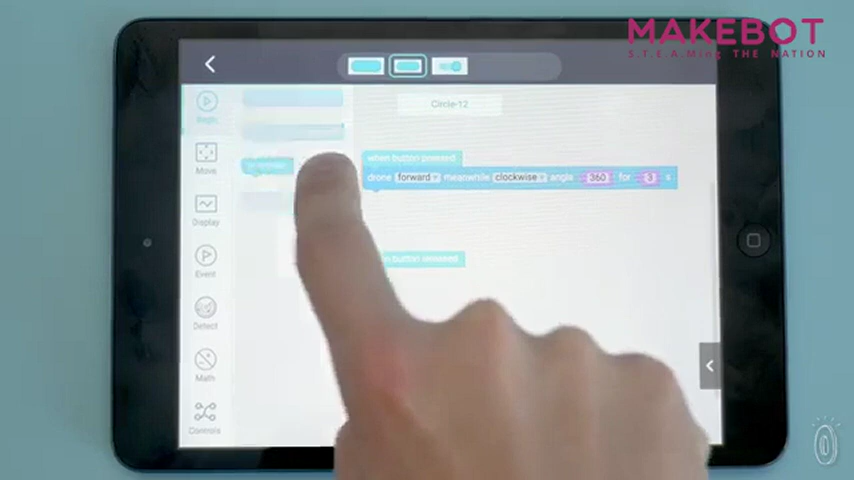 MAKEBOT
S.T.E.A.Ming THE NATION
Circle-12
Begin
when button pressed
drone forward meanwhile clockwise angle 360 for 3 s
Move
Display
button released
Event
Detect
Math
Controls